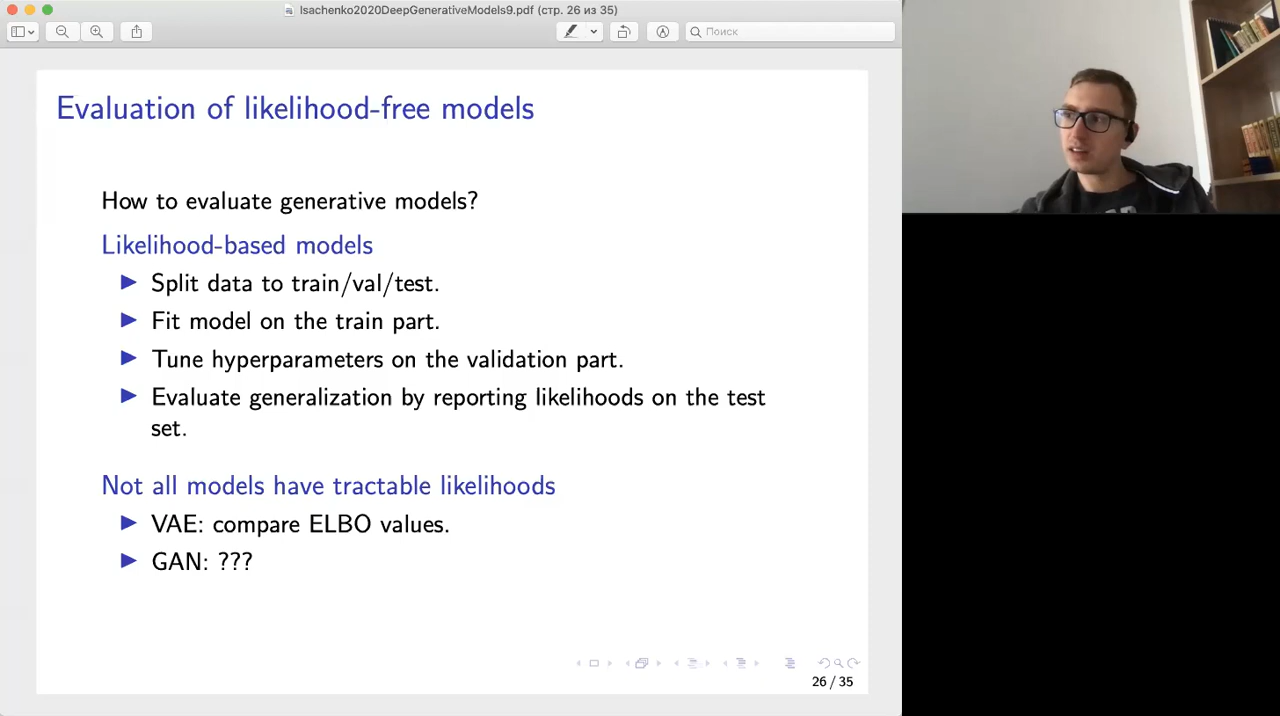 Isachenko2020DeepGenerativeModels9.pdf (стр. 26 из 35)
Поиск
Evaluation of likelihood-free models
How to evaluate generative models?
Likelihood-based models
▶ Split data to train/val/test.
▶ Fit model on the train part.
▶ Tune hyperparameters on the validation part.
▶ Evaluate generalization by reporting likelihoods on the test
set.
Not all models have tractable likelihoods
▶ VAE: compare ELBO values.
▶ GAN: ???
26 / 35